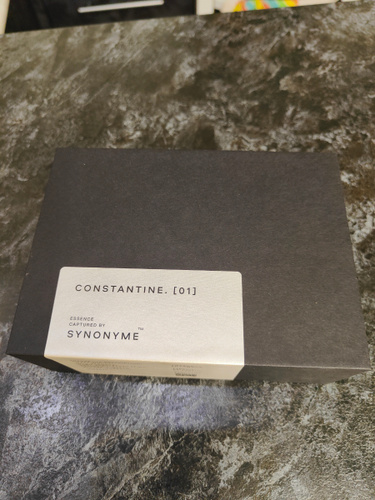 CONSTANTINE. [01]
ESSENCE
CAPTURED BY
SYNONYME™